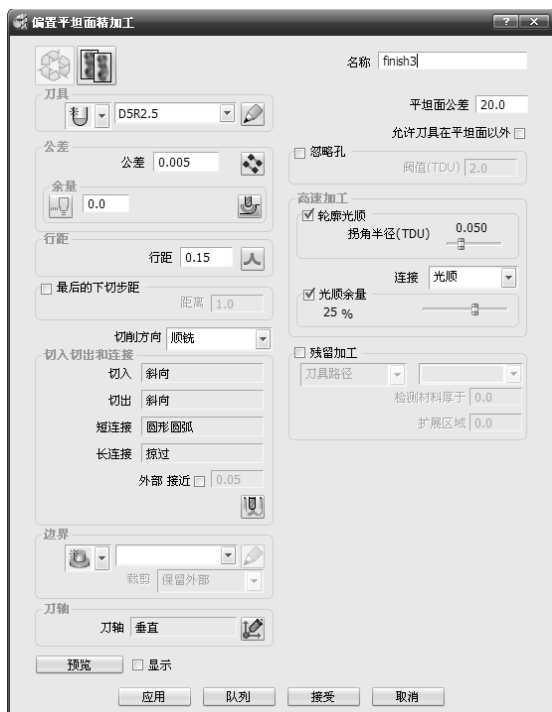 偏置平坦面精加工
名称 finish3
刀具
D5R2.5
公差
公差 0.005
余量
0.0
行距
行距 0.15
最后的下切步距
距离 1.0
切削方向 顺铣
切入切出和连接
切入 斜向
切出 斜向
短连接 圆形圆弧
长连接 掠过
外部 接近 0.05
边界
裁剪 保留外部
刀轴
刀轴 垂直
预览 显示
平坦面公差 20.0
允许刀具在平坦面以外
忽略孔
阀值(TDU) 2.0
高速加工
轮廓光顺
拐角半径(TDU) 0.050
连接 光顺
光顺余量
25 %
残留加工
刀具路径
检测材料厚于 0.0
扩展区域 0.0
应用 队列 接受 取消